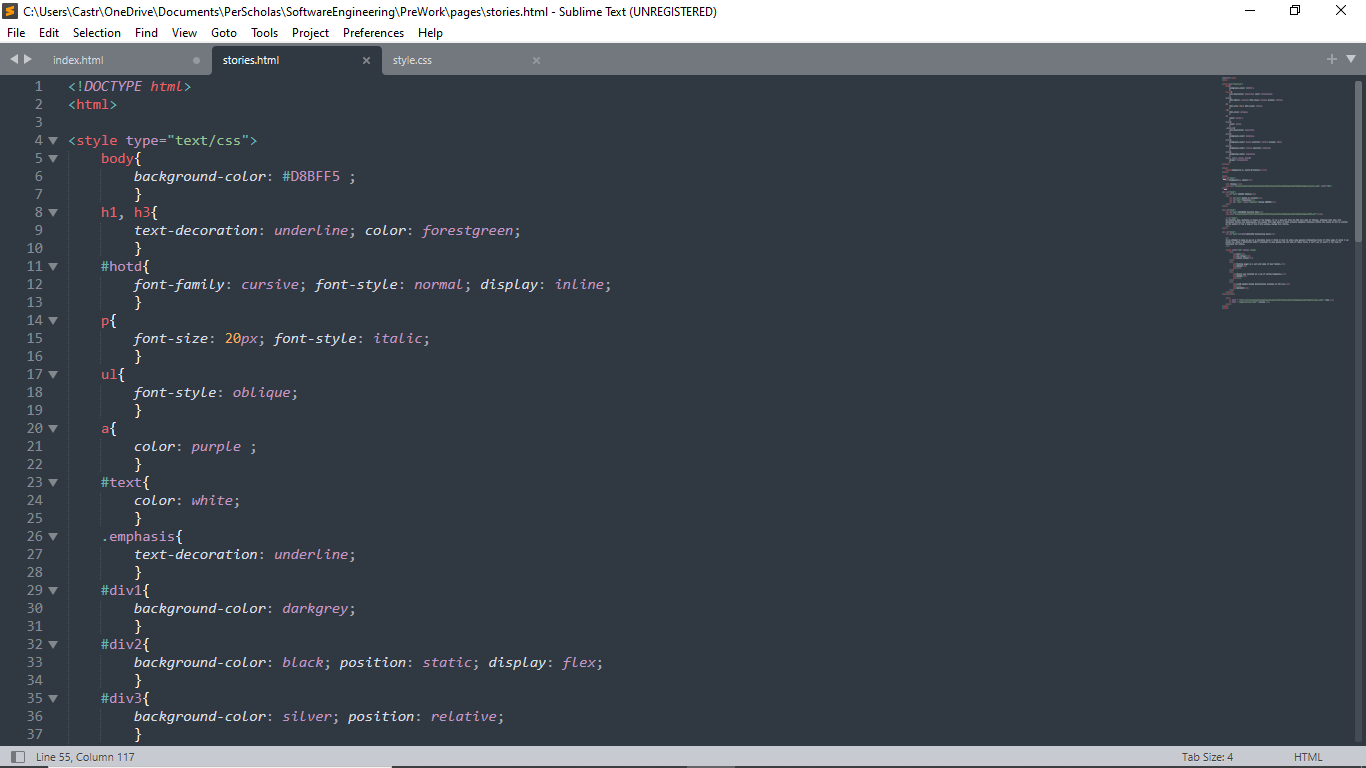 C:\Users\Castr\OneDrive\Documents\PerScholas\SoftwareEngineering\PreWork\pages\stories.html - Sublime Text (UNREGISTERED)
File Edit Selection Find View Goto Tools Project Preferences Help
index.html stories.html style.css
1 <!DOCTYPE html>
2 <html>
3
4 <style type="text/css">
5 body{
6 background-color: #D8BFF5 ;
7 }
8 h1, h3{
9 text-decoration: underline; color: forestgreen;
10 }
11 #hotd{
12 font-family: cursive; font-style: normal; display: inline;
13 }
14 p{
15 font-size: 20px; font-style: italic;
16 }
17 ul{
18 font-style: oblique;
19 }
20 a{
21 color: purple ;
22 }
23 #text{
24 color: white;
25 }
26 .emphasis{
27 text-decoration: underline;
28 }
29 #div1{
30 background-color: darkgrey;
31 }
32 #div2{
33 background-color: black; position: static; display: flex;
34 }
35 #div3{
36 background-color: silver; position: relative;
37 }
Line 55, Column 117 Tab Size: 4 HTML